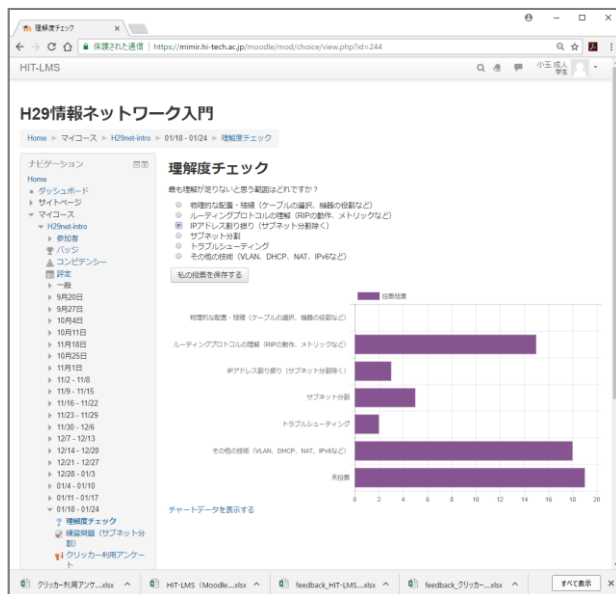 理解度チェック
保護された通信
https://mimir.hi-tech.ac.jp/moodle/mod/choice/view.php?id=244
HIT-LMS
小玉 成人
学生
H29情報ネットワーク入門
Home ► マイコース ► H29net-intro ► 01/18 - 01/24 ► 理解度チェック
ナビゲーション
Home
ダッシュボード
サイトページ
マイコース
H29net-intro
参加者
バッジ
コンピテンシー
評定
一般
9月20日
9月27日
10月4日
10月11日
11月18日
10月25日
11月1日
11/2 - 11/8
11/9 - 11/15
11/16 - 11/22
11/23 - 11/29
11/30 - 12/6
12/7 - 12/13
12/14 - 12/20
12/21 - 12/27
12/28 - 01/3
01/4 - 01/10
01/11 - 01/17
01/18 - 01/24
理解度チェック
練習問題（サブネット分
割）
クリッカー利用アンケー
ト
理解度チェック
最も理解が足りないと思う範囲はどれですか？
物理的な配置・結線（ケーブルの選択、機器の役割など）
ルーティングプロトコルの理解（RIPの動作、メトリックなど）
IPアドレス割り振り（サブネット分割除く）
サブネット分割
トラブルシューティング
その他の技術（VLAN、DHCP、NAT、IPv6など）
私の投票を保存する
投票結果
物理的な配置・結線（ケーブルの選択、機器の役割など）
ルーティングプロトコルの理解（RIPの動作、メトリックなど）
IPアドレス割り振り（サブネット分割除く）
サブネット分割
トラブルシューティング
その他の技術（VLAN、DHCP、NAT、IPv6など）
未投票
0 2 4 6 8 10 12 14 16 18 20
チャートデータを表示する
クリッカー利用アンケ....xlsx
HIT-LMS（Moodle....xlsx
feedback_HIT-LMS....xlsx
feedback_クリッカー....xlsx
すべて表示